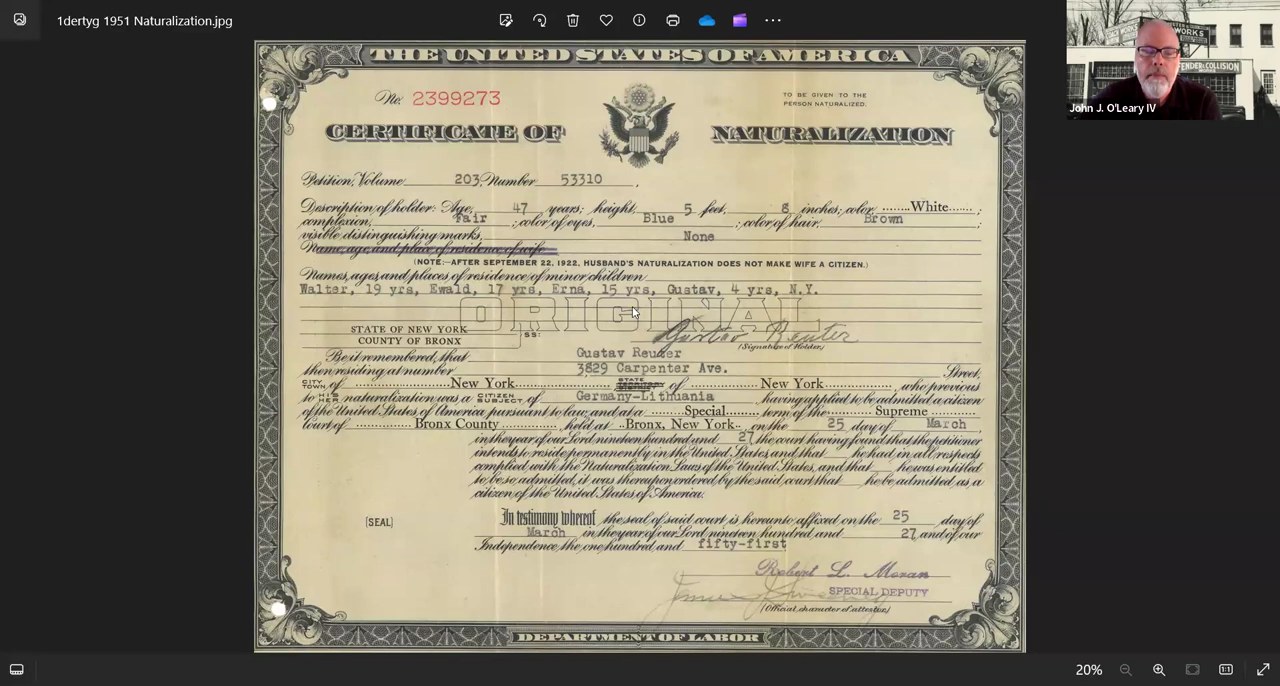 1dertyg 1951 Naturalization.jpg
WORKS
FENDER & COLLISION
John J. O'Leary IV
THE UNITED STATES OF AMERICA
No. 2399273
TO BE GIVEN TO THE
PERSON NATURALIZED.
CERTIFICATE OF NATURALIZATION
Petition, Volume 203, Number 53310
Description of holder: Age, 47 years; height, 5 feet, 8 inches; color, White;
complexion, Fair; color of eyes, Blue; color of hair, Brown
visible distinguishing marks, None
Name, age and place of residence of wife
(NOTE:—AFTER SEPTEMBER 22, 1922, HUSBAND'S NATURALIZATION DOES NOT MAKE WIFE A CITIZEN.)
Names, ages and places of residence of minor children
Walter, 19 yrs, Ewald, 17 yrs, Erna, 15 yrs, Gustav, 4 yrs, N.Y.
ORIGINAL
STATE OF NEW YORK
COUNTY OF BRONX
ss:
Gustav Reuter
(Signature of Holder)
Be it remembered, that Gustav Reuter
then residing at number 3829 Carpenter Ave. Street,
CITY TOWN of New York STATE of New York, who previous
to HIS HER naturalization was a CITIZEN SUBJECT of Germany-Lithuania having applied to be admitted a citizen
of the United States of America pursuant to law, and at a Special term of the Supreme
Court of Bronx County held at Bronx, New York. on the 25 day of March,
in the year of our Lord nineteen hundred and 27 the court having found that the petitioner
intends to reside permanently in the United States, and that he had in all respects
complied with the Naturalization Laws of the United States, and that he was entitled
to be so admitted, it was thereupon ordered by the said court that he be admitted as a
citizen of the United States of America.
[SEAL]
In testimony whereof the seal of said court is hereunto affixed on the 25 day of
March in the year of our Lord nineteen hundred and 27 and of our
Independence the one hundred and fifty-first
Robert L. Moran
SPECIAL DEPUTY
(Official character of attestor)
DEPARTMENT OF LABOR
20%
1:1